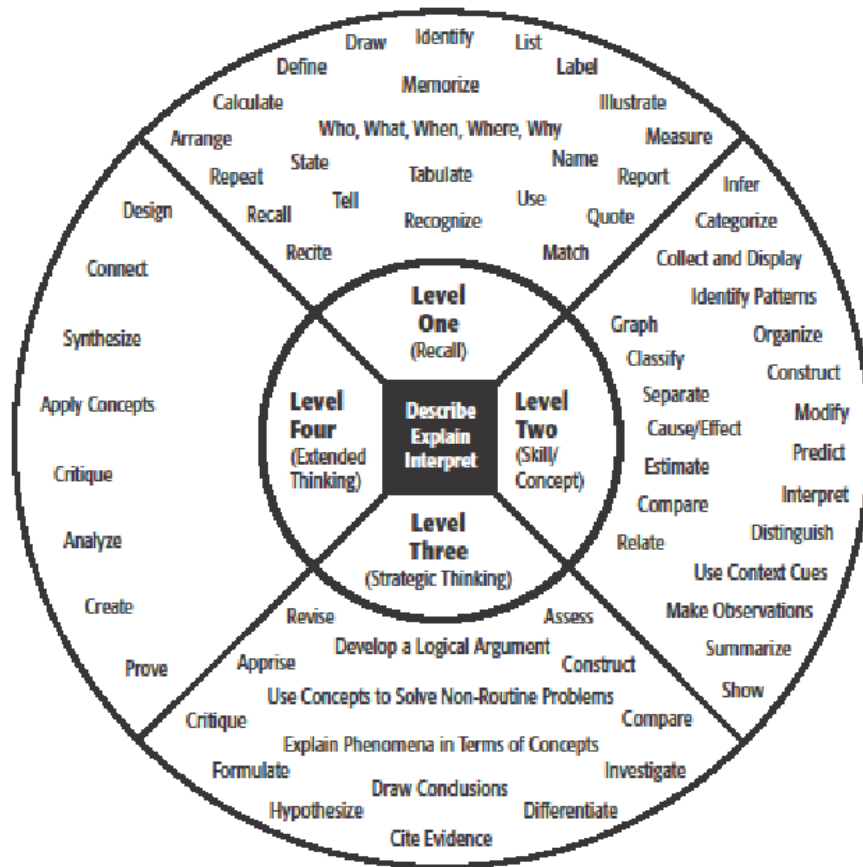 Draw
Identify
List
Define
Label
Memorize
Calculate
Illustrate
Arrange
Who, What, When, Where, Why
Measure
State
Name
Repeat
Tabulate
Report
Tell
Use
Recall
Recognize
Quote
Recite
Match
Infer
Categorize
Collect and Display
Identify Patterns
Graph
Organize
Classify
Construct
Separate
Modify
Cause/Effect
Predict
Estimate
Interpret
Compare
Distinguish
Relate
Use Context Cues
Make Observations
Summarize
Show
Design
Connect
Synthesize
Apply Concepts
Critique
Analyze
Create
Prove
Level
One
(Recall)
Level
Four
(Extended
Thinking)
Describe
Explain
Interpret
Level
Two
(Skill/
Concept)
Level
Three
(Strategic Thinking)
Revise
Assess
Develop a Logical Argument
Apprise
Construct
Use Concepts to Solve Non-Routine Problems
Critique
Compare
Explain Phenomena in Terms of Concepts
Formulate
Investigate
Draw Conclusions
Hypothesize
Differentiate
Cite Evidence